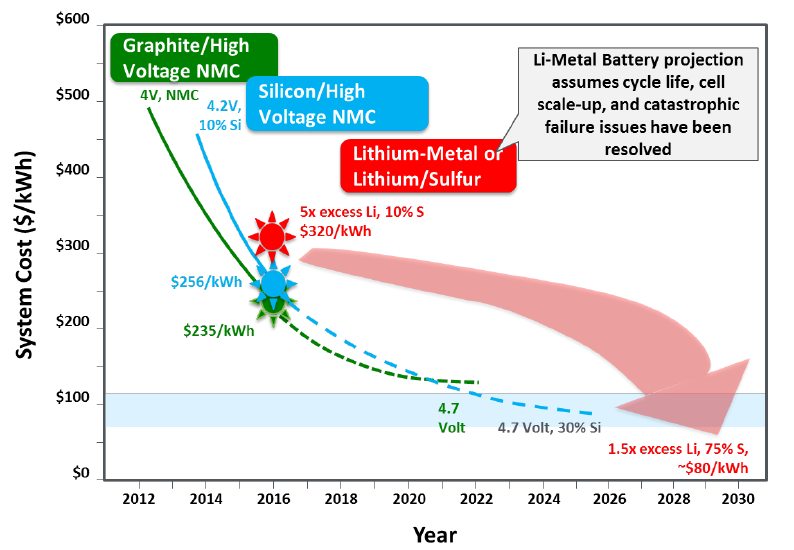 $600
$500
$400
$300
$200
$100
$0
System Cost ($/kWh)
Graphite/High
Voltage NMC
4V, NMC
Silicon/High
Voltage NMC
4.2V,
10% Si
Lithium-Metal or
Lithium/Sulfur
Li-Metal Battery projection
assumes cycle life, cell
scale-up, and catastrophic
failure issues have been
resolved
5x excess Li, 10% S
$320/kWh
$256/kWh
$235/kWh
4.7
Volt
4.7 Volt, 30% Si
1.5x excess Li, 75% S,
~$80/kWh
2012 2014 2016 2018 2020 2022 2024 2026 2028 2030
Year